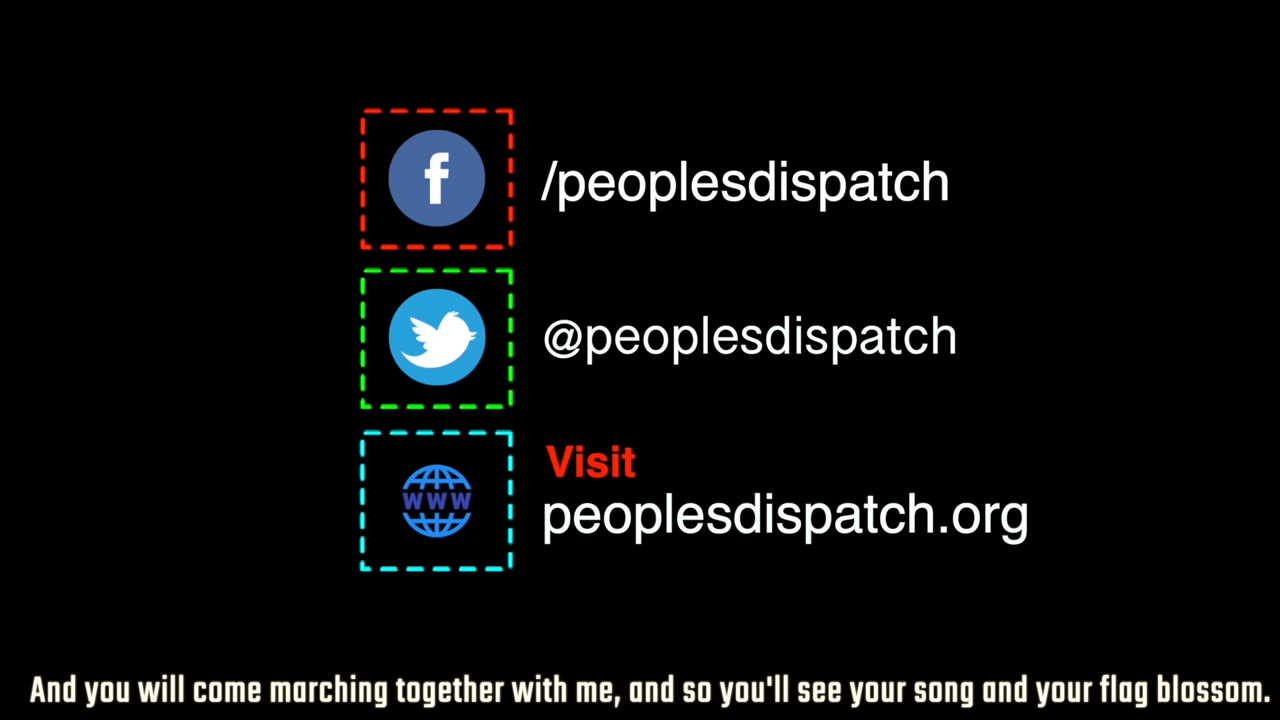 f
/peoplesdispatch
@peoplesdispatch
Visit
WWW
peoplesdispatch.org
And you will come marching together with me, and so you'll see your song and your flag blossom.